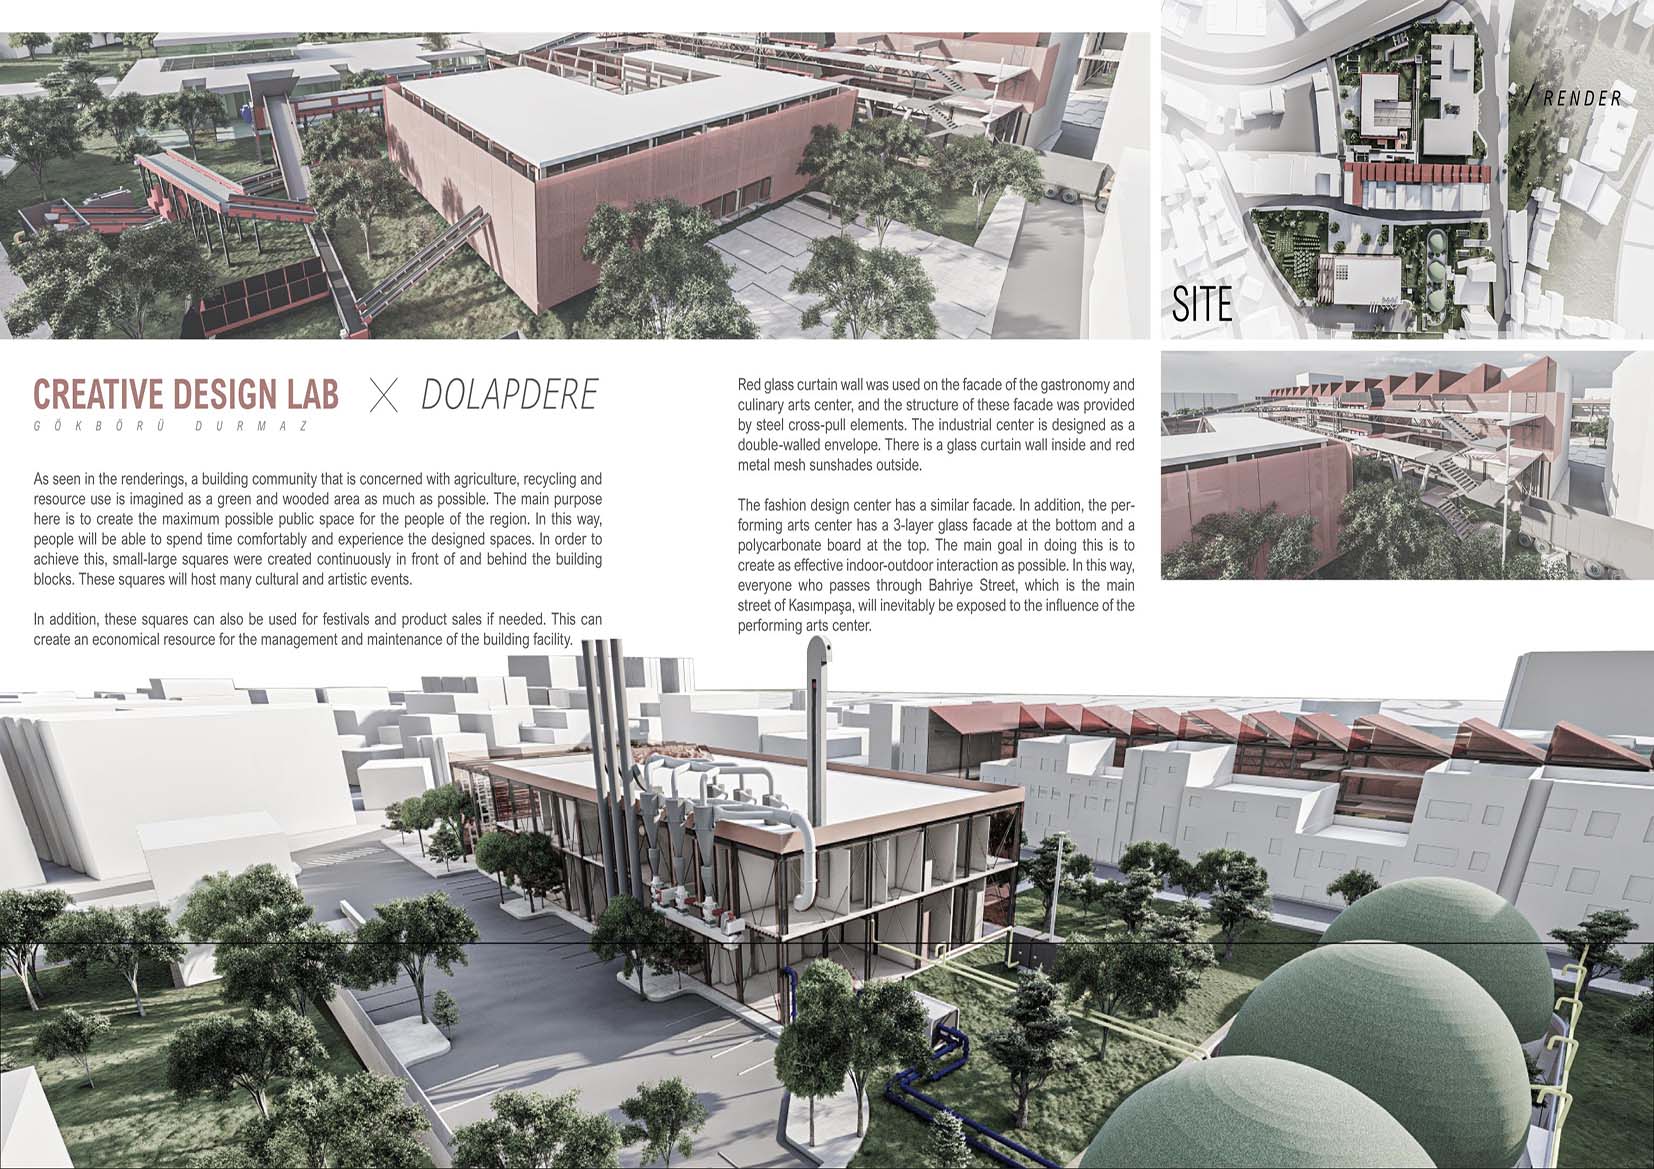 / RENDER
SITE
CREATIVE DESIGN LAB X DOLAPDERE
GÖKBÖRÜ DURMAZ
As seen in the renderings, a building community that is concerned with agriculture, recycling and
resource use is imagined as a green and wooded area as much as possible. The main purpose
here is to create the maximum possible public space for the people of the region. In this way,
people will be able to spend time comfortably and experience the designed spaces. In order to
achieve this, small-large squares were created continuously in front of and behind the building
blocks. These squares will host many cultural and artistic events.
In addition, these squares can also be used for festivals and product sales if needed. This can
create an economical resource for the management and maintenance of the building facility.
Red glass curtain wall was used on the facade of the gastronomy and
culinary arts center, and the structure of these facade was provided
by steel cross-pull elements. The industrial center is designed as a
double-walled envelope. There is a glass curtain wall inside and red
metal mesh sunshades outside.
The fashion design center has a similar facade. In addition, the per-
forming arts center has a 3-layer glass facade at the bottom and a
polycarbonate board at the top. The main goal in doing this is to
create as effective indoor-outdoor interaction as possible. In this way,
everyone who passes through Bahriye Street, which is the main
street of Kasımpaşa, will inevitably be exposed to the influence of the
performing arts center.